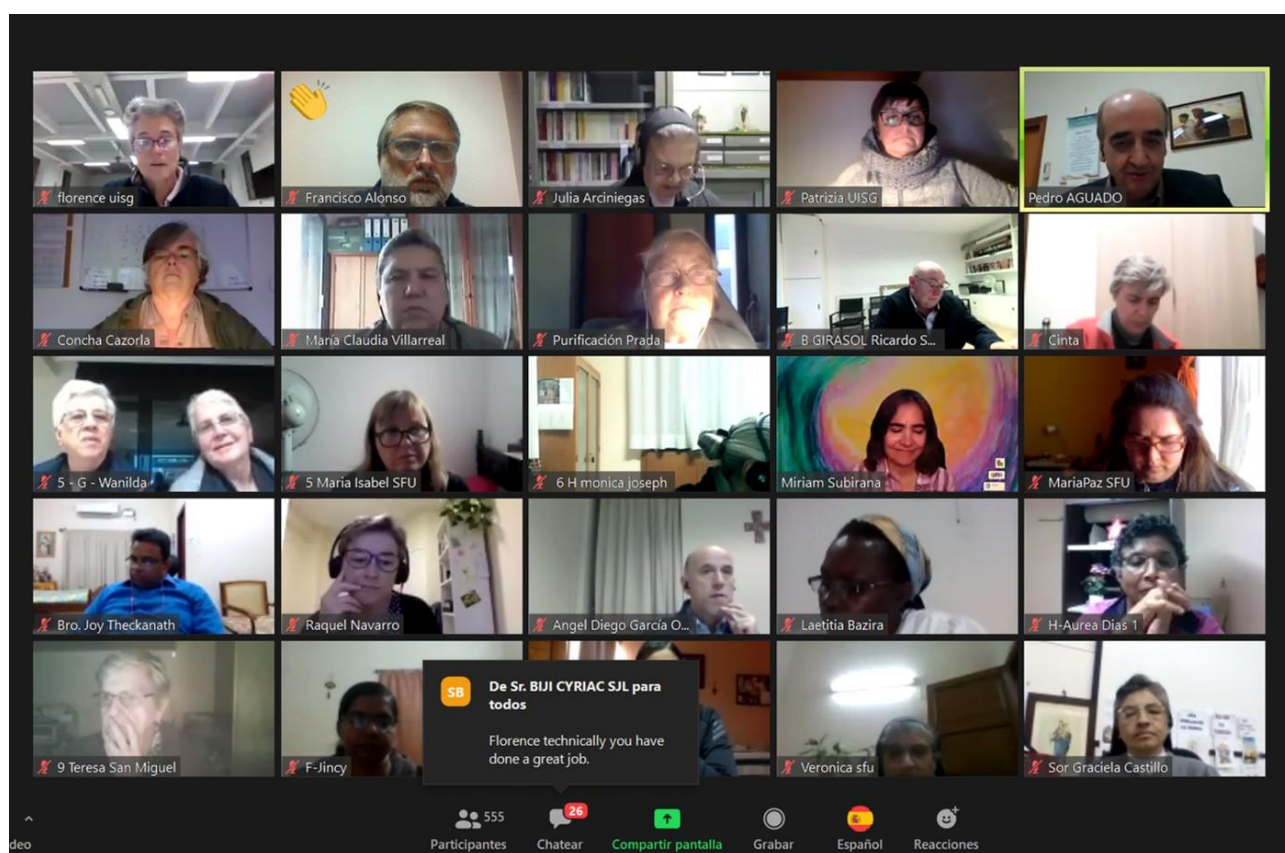 florence uisg
Francisco Alonso
Julia Arciniegas
Patrizia UISG
Pedro AGUADO
Concha Cazorla
María Claudia Villarreal
Purificación Prada
B GIRASOL Ricardo S...
Cinta
5 - G - Wanilda
5 Maria Isabel SFU
6 H monica joseph
Miriam Subirana
MariaPaz SFU
Bro. Joy Theckanath
Raquel Navarro
Angel Diego García O...
Laetitia Bazira
H-Aurea Dias 1
9 Teresa San Miguel
F-Jincy
SB
De Sr. BIJI CYRIAC SJL para
todos
Florence technically you have
done a great job.
Veronica sfu
Sor Graciela Castillo
deo
555
Participantes
26
Chatear
Compartir pantalla
Grabar
Español
Reacciones